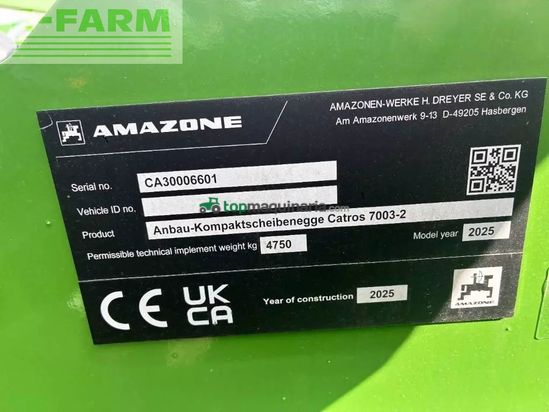 -FARM
AMAZONE
AMAZONEN-WERKE H. DREYER SE & Co. KG
Am Amazonenwerk 9-13 D-49205 Hasbergen
Serial no. CA30006601
Vehicle ID no.
topmaquinaria.com
Product Anbau-Kompaktscheibenegge Catros 7003-2
Permissible technical implement weight kg 4750
Model year 2025
CE UK CA
Year of construction 2025
AMAZONE